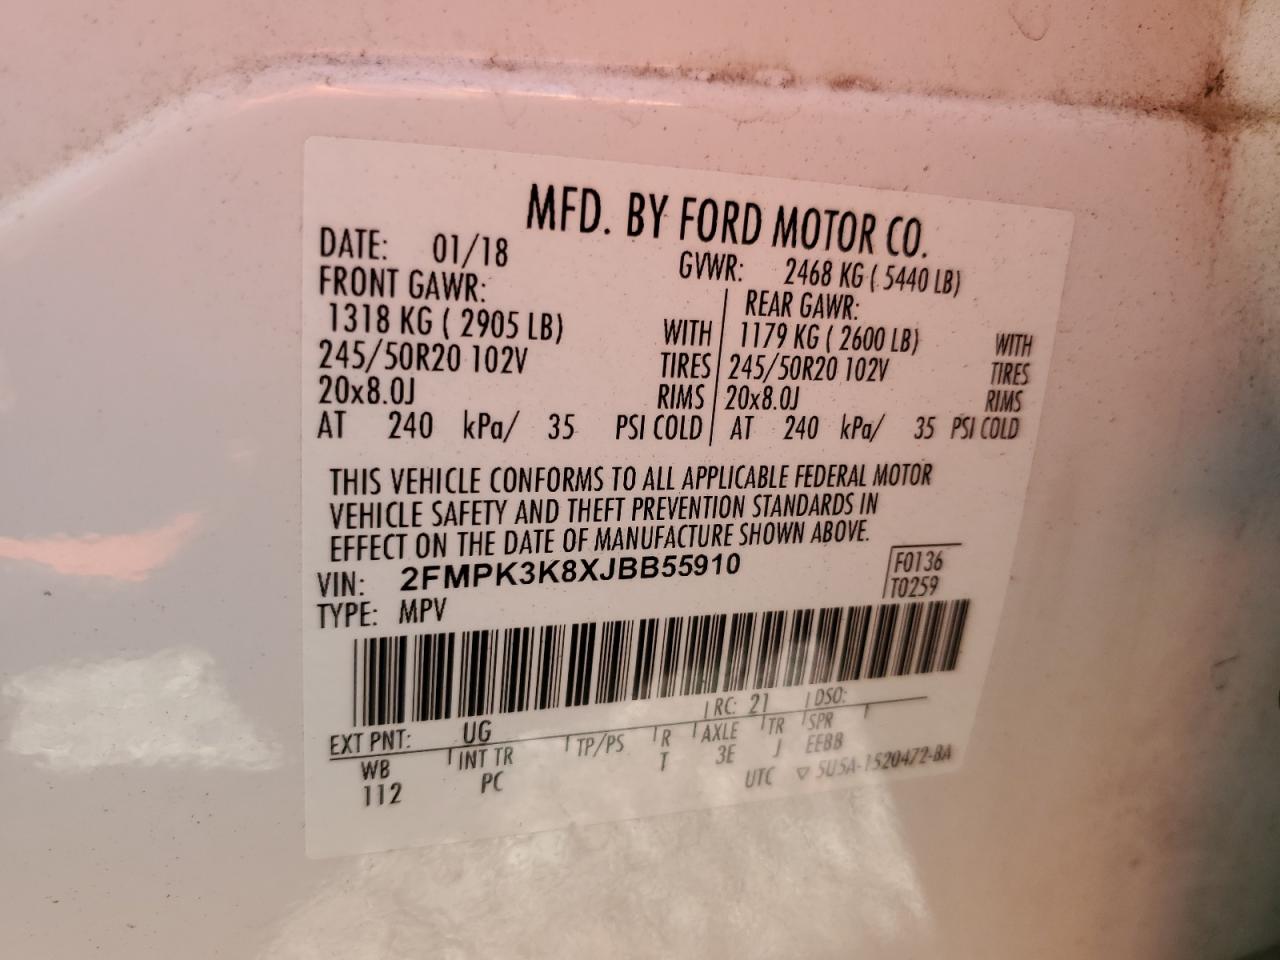 MFD. BY FORD MOTOR CO.
DATE: 01/18 GVWR: 2468 KG ( 5440 LB)
FRONT GAWR: REAR GAWR:
1318 KG ( 2905 LB) WITH 1179 KG ( 2600 LB) WITH
245/50R20 102V TIRES 245/50R20 102V TIRES
20x8.0J RIMS 20x8.0J RIMS
AT 240 kPa/ 35 PSI COLD AT 240 kPa/ 35 PSI COLD
THIS VEHICLE CONFORMS TO ALL APPLICABLE FEDERAL MOTOR
VEHICLE SAFETY AND THEFT PREVENTION STANDARDS IN
EFFECT ON THE DATE OF MANUFACTURE SHOWN ABOVE.
VIN: 2FMPK3K8XJBB55910 F0136
TYPE: MPV T0259
EXT PNT: UG RC: 21 DSO:
WB INT TR TP/PS R AXLE TR SPR
112 PC T 3E J EEBB
UTC ▽ 5U5A-1520472-BA